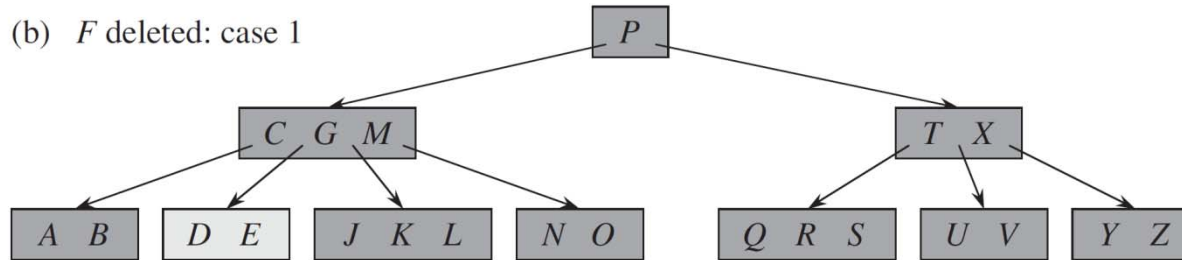 (b) F deleted: case 1
P
C G M
T X
A B
D E
J K L
N O
Q R S
U V
Y Z